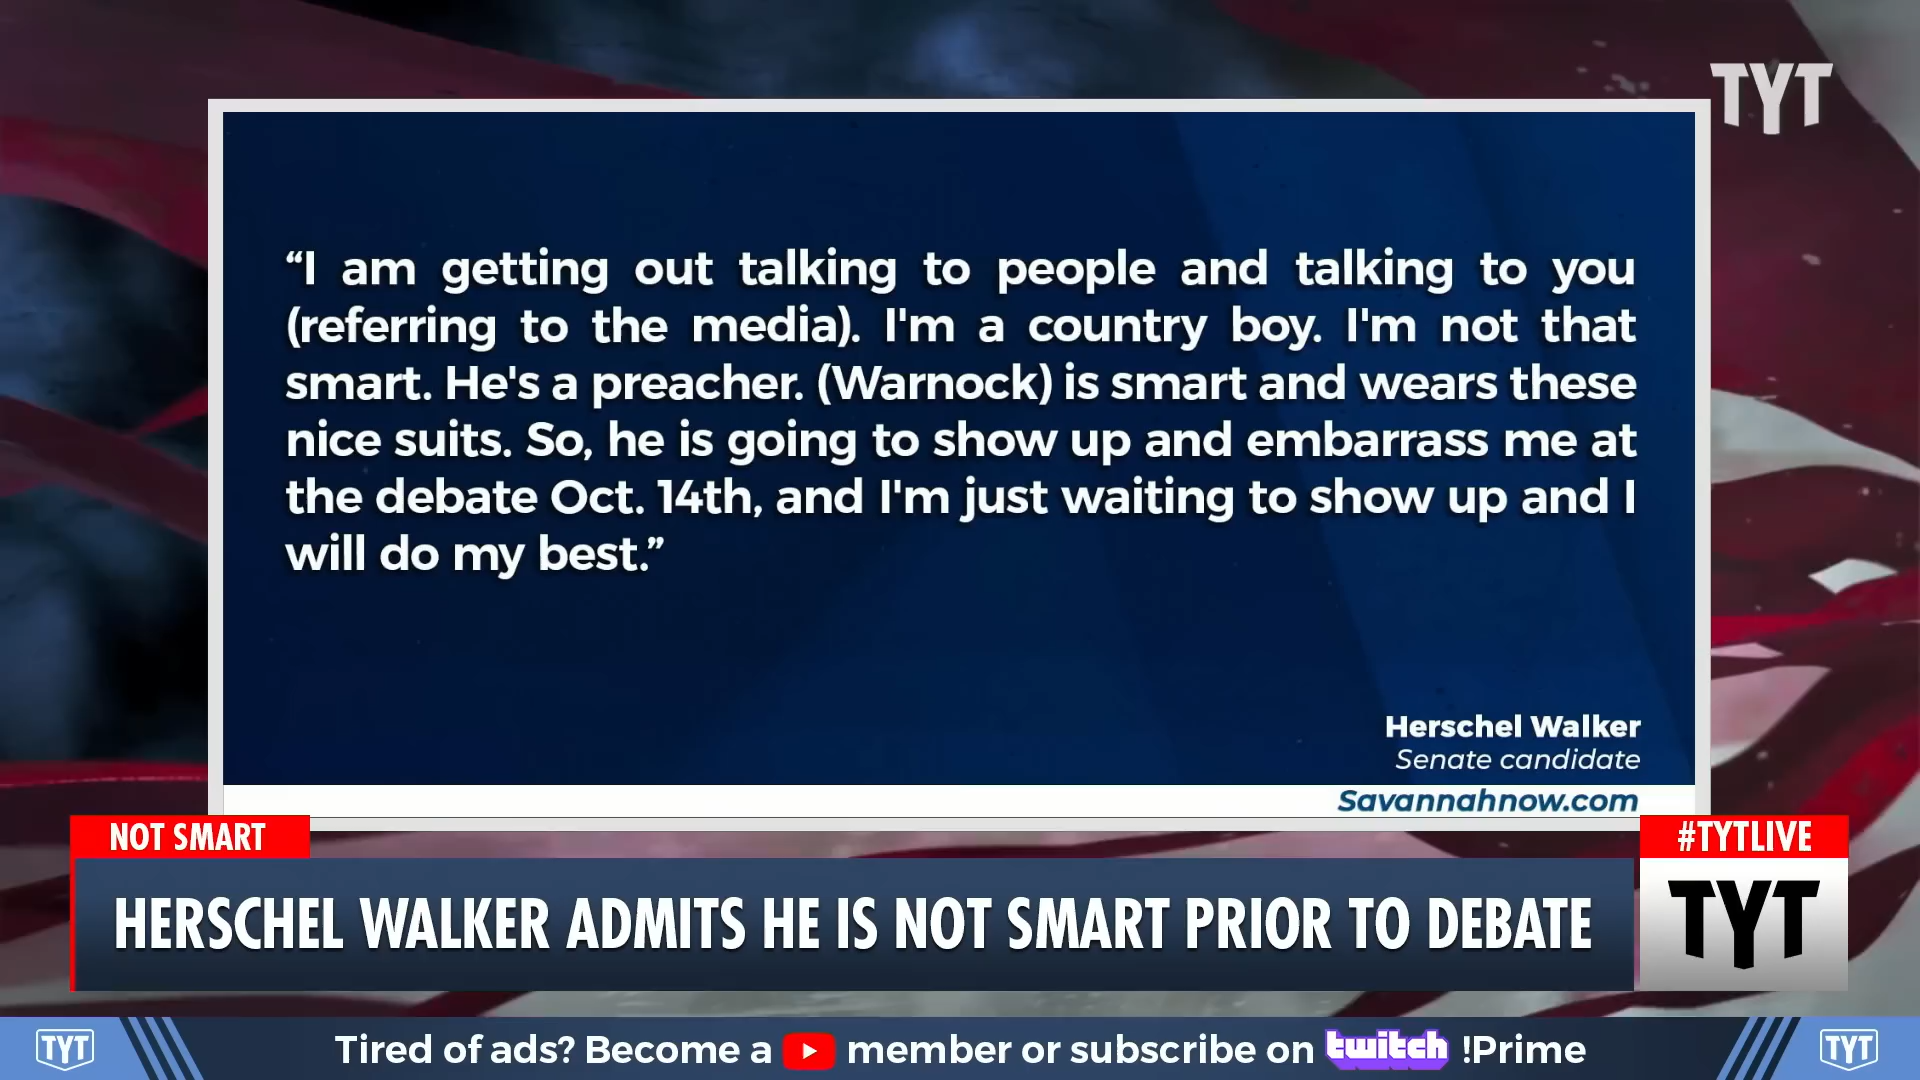 TYT
“I am getting out talking to people and talking to you
(referring to the media). I'm a country boy. I'm not that
smart. He's a preacher. (Warnock) is smart and wears these
nice suits. So, he is going to show up and embarrass me at
the debate Oct. 14th, and I'm just waiting to show up and I
will do my best.”
Herschel Walker
Senate candidate
Savannahnow.com
NOT SMART
#TYTLIVE
HERSCHEL WALKER ADMITS HE IS NOT SMART PRIOR TO DEBATE
TYT
TYT
Tired of ads? Become a member or subscribe on twitch !Prime
TYT